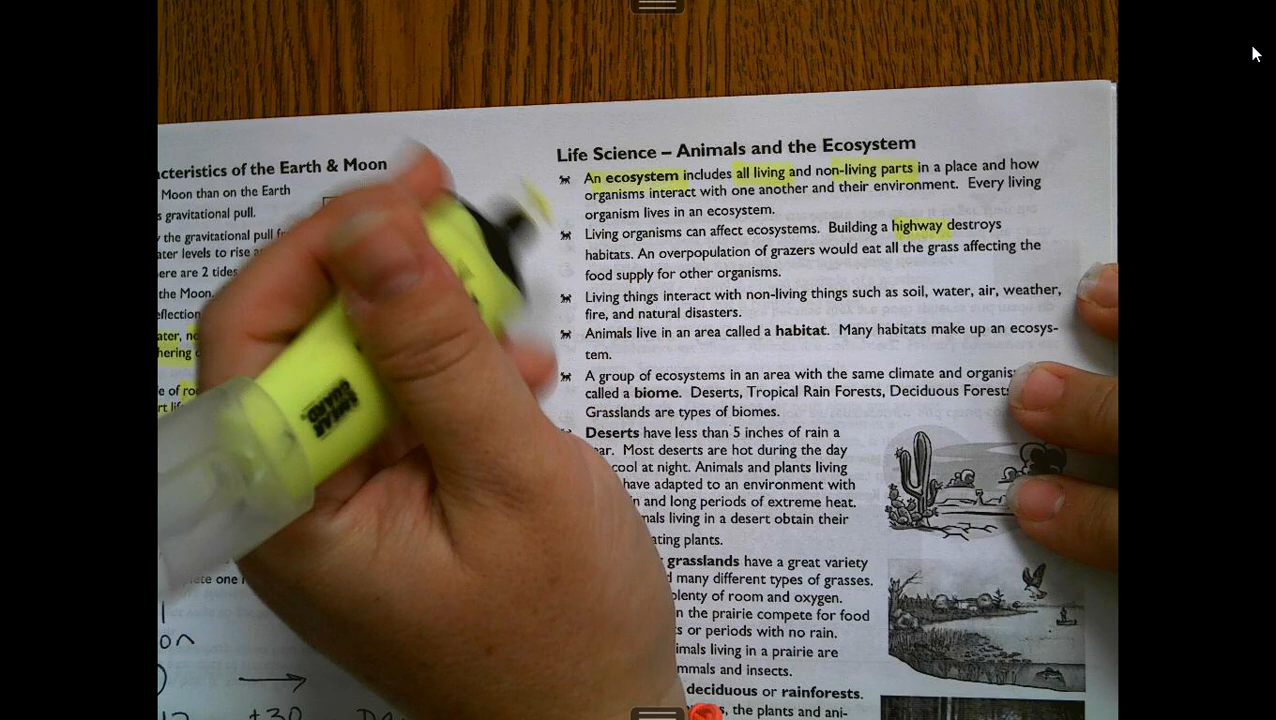 cteristics of the Earth & Moon
Moon than on the Earth
s gravitational pull.
the gravitational pull
ater levels to rise
ere are 2 tides
the Moon.
eflection
ater,
hering
e of
Life Science – Animals and the Ecosystem
An ecosystem includes all living and non-living parts in a place and how
organisms interact with one another and their environment. Every living
organism lives in an ecosystem.
Living organisms can affect ecosystems. Building a highway destroys
habitats. An overpopulation of grazers would eat all the grass affecting the
food supply for other organisms.
Living things interact with non-living things such as soil, water, air, weather,
fire, and natural disasters.
Animals live in an area called a habitat. Many habitats make up an ecosys-
tem.
A group of ecosystems in an area with the same climate and organis
called a biome. Deserts, Tropical Rain Forests, Deciduous Forests
Grasslands are types of biomes.
Deserts have less than 5 inches of rain a
ar. Most deserts are hot during the day
cool at night. Animals and plants living
have adapted to an environment with
n and long periods of extreme heat.
mals living in a desert obtain their
ating plants.
grasslands have a great variety
d many different types of grasses.
plenty of room and oxygen.
n the prairie compete for food
s or periods with no rain.
imals living in a prairie are
mmals and insects.
deciduous or rainforests.
s, the plants and ani-
SMEAR
GUARD
ete one
on
+30